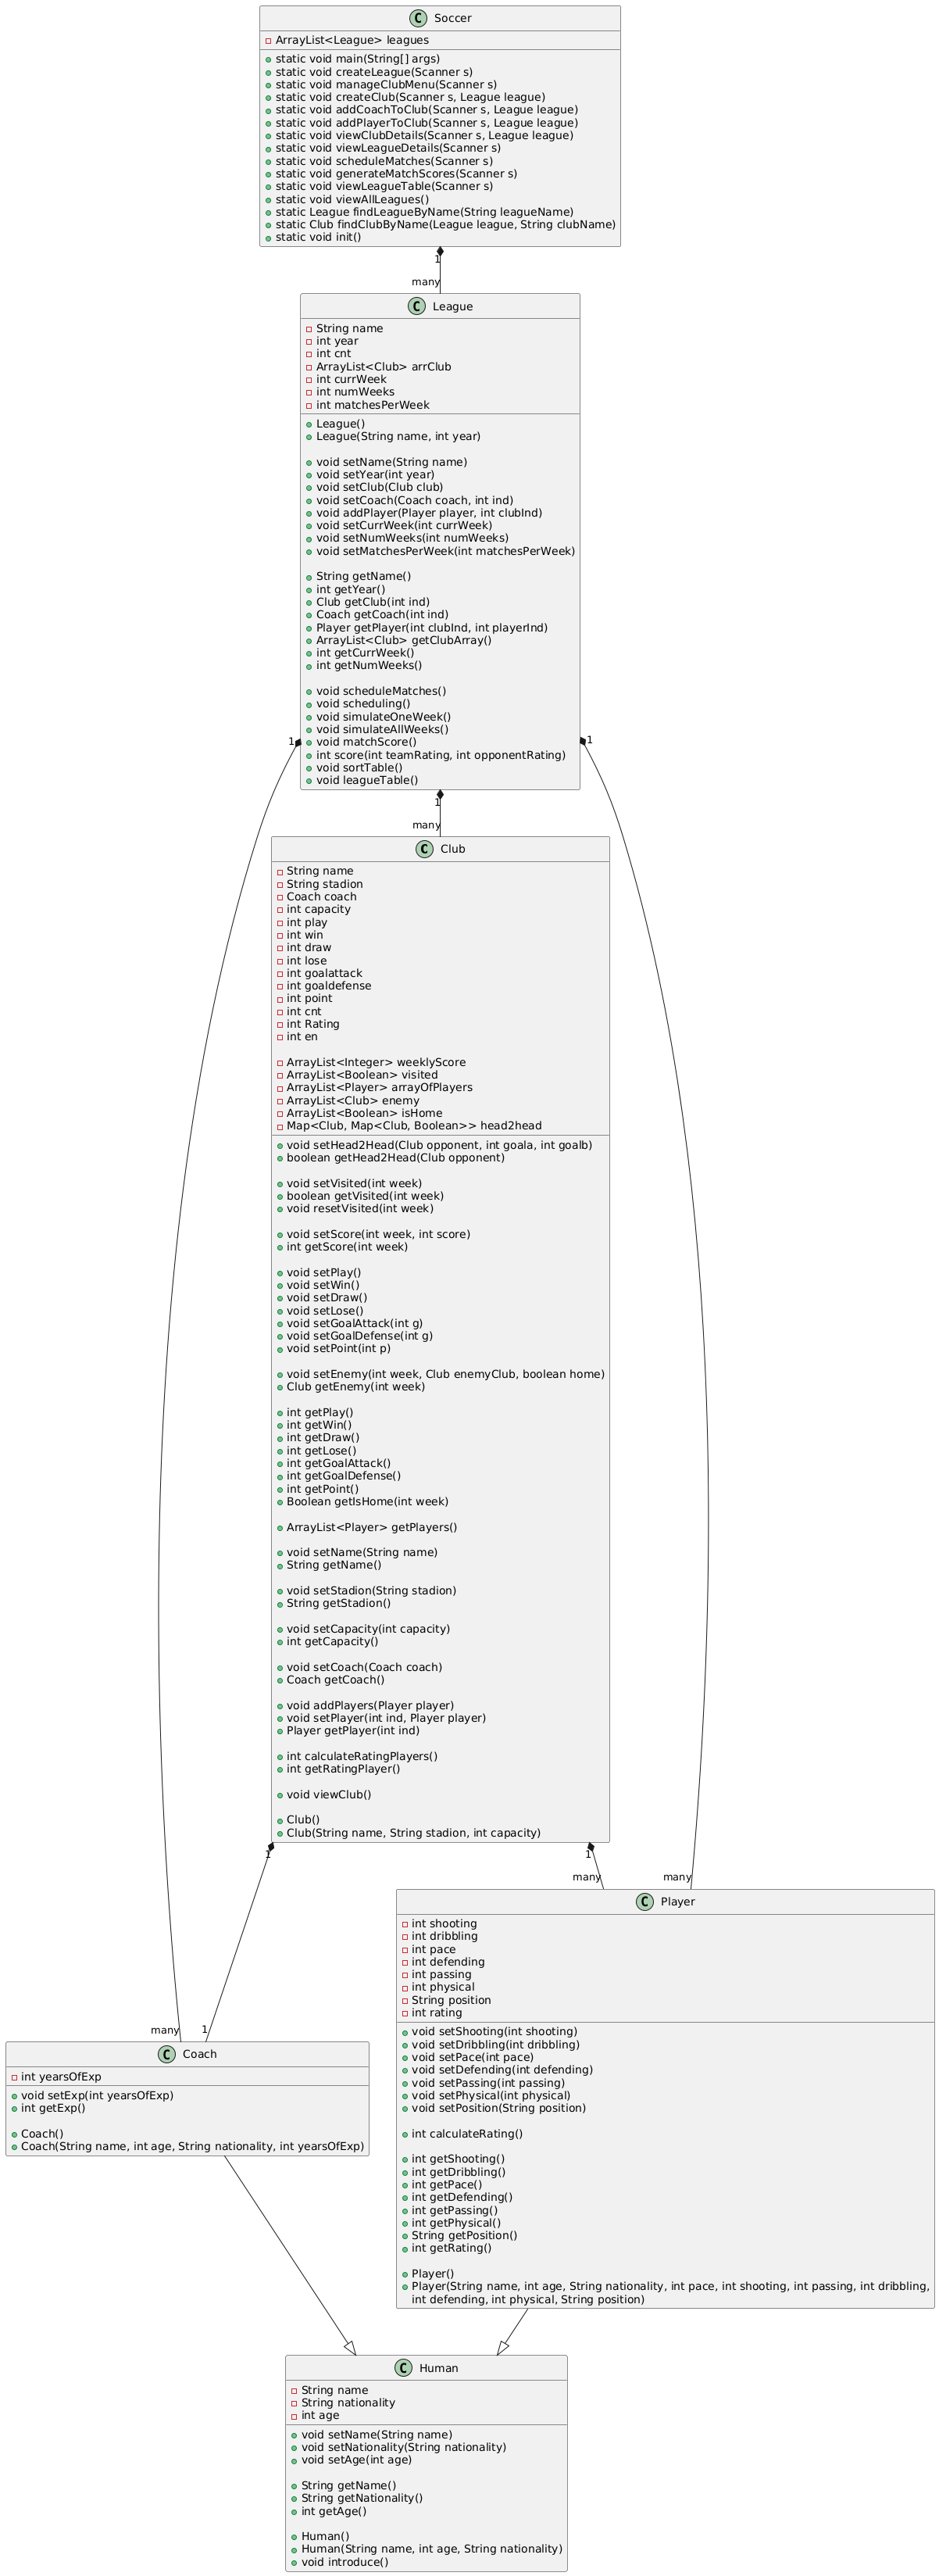 C Soccer
ArrayList<League> leagues
static void main(String[] args)
static void createLeague(Scanner s)
static void manageClubMenu(Scanner s)
static void createClub(Scanner s, League league)
static void addCoachToClub(Scanner s, League league)
static void addPlayerToClub(Scanner s, League league)
static void viewClubDetails(Scanner s, League league)
static void viewLeagueDetails(Scanner s)
static void scheduleMatches(Scanner s)
static void generateMatchScores(Scanner s)
static void viewLeagueTable(Scanner s)
static void viewAllLeagues()
static League findLeagueByName(String leagueName)
static Club findClubByName(League league, String clubName)
static void init()
1
many
C League
String name
int year
int cnt
ArrayList<Club> arrClub
int currWeek
int numWeeks
int matchesPerWeek
League()
League(String name, int year)
void setName(String name)
void setYear(int year)
void setClub(Club club)
void setCoach(Coach coach, int ind)
void addPlayer(Player player, int clubInd)
void setCurrWeek(int currWeek)
void setNumWeeks(int numWeeks)
void setMatchesPerWeek(int matchesPerWeek)
String getName()
int getYear()
Club getClub(int ind)
Coach getCoach(int ind)
Player getPlayer(int clubInd, int playerInd)
ArrayList<Club> getClubArray()
int getCurrWeek()
int getNumWeeks()
void scheduleMatches()
void scheduling()
void simulateOneWeek()
void simulateAllWeeks()
void matchScore()
int score(int teamRating, int opponentRating)
void sortTable()
void leagueTable()
1
1
1
many
C Club
String name
String stadion
Coach coach
int capacity
int play
int win
int draw
int lose
int goalattack
int goaldefense
int point
int cnt
int Rating
int en
ArrayList<Integer> weeklyScore
ArrayList<Boolean> visited
ArrayList<Player> arrayOfPlayers
ArrayList<Club> enemy
ArrayList<Boolean> isHome
Map<Club, Map<Club, Boolean>> head2head
void setHead2Head(Club opponent, int goala, int goalb)
boolean getHead2Head(Club opponent)
void setVisited(int week)
boolean getVisited(int week)
void resetVisited(int week)
void setScore(int week, int score)
int getScore(int week)
void setPlay()
void setWin()
void setDraw()
void setLose()
void setGoalAttack(int g)
void setGoalDefense(int g)
void setPoint(int p)
void setEnemy(int week, Club enemyClub, boolean home)
Club getEnemy(int week)
int getPlay()
int getWin()
int getDraw()
int getLose()
int getGoalAttack()
int getGoalDefense()
int getPoint()
Boolean getIsHome(int week)
ArrayList<Player> getPlayers()
void setName(String name)
String getName()
void setStadion(String stadion)
String getStadion()
void setCapacity(int capacity)
int getCapacity()
void setCoach(Coach coach)
Coach getCoach()
void addPlayers(Player player)
void setPlayer(int ind, Player player)
Player getPlayer(int ind)
int calculateRatingPlayers()
int getRatingPlayer()
void viewClub()
Club()
Club(String name, String stadion, int capacity)
1
1
many
many
C Player
int shooting
int dribbling
int pace
int defending
int passing
int physical
String position
int rating
void setShooting(int shooting)
void setDribbling(int dribbling)
void setPace(int pace)
void setDefending(int defending)
void setPassing(int passing)
void setPhysical(int physical)
void setPosition(String position)
int calculateRating()
int getShooting()
int getDribbling()
int getPace()
int getDefending()
int getPassing()
int getPhysical()
String getPosition()
int getRating()
Player()
Player(String name, int age, String nationality, int pace, int shooting, int passing, int dribbling,
int defending, int physical, String position)
many
1
C Coach
int yearsOfExp
void setExp(int yearsOfExp)
int getExp()
Coach()
Coach(String name, int age, String nationality, int yearsOfExp)
C Human
String name
String nationality
int age
void setName(String name)
void setNationality(String nationality)
void setAge(int age)
String getName()
String getNationality()
int getAge()
Human()
Human(String name, int age, String nationality)
void introduce()